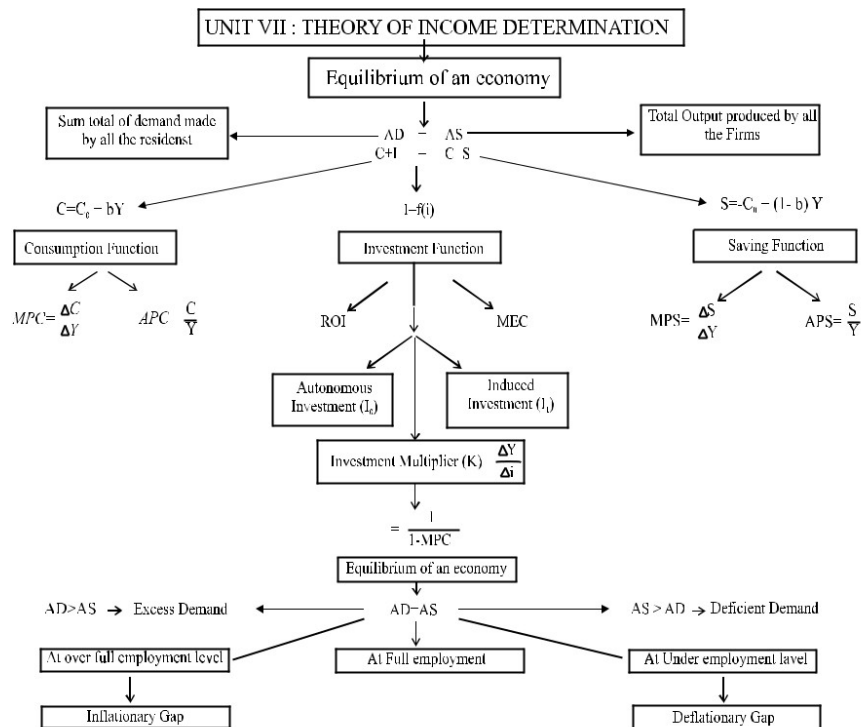 UNIT VII : THEORY OF INCOME DETERMINATION
Equilibrium of an economy
Sum total of demand made
by all the residenst
AD = AS
C+I = C S
Total Output produced by all
the Firms
C=C₀ – bY
I=f(i)
S=-C₀ – (1- b) Y
Consumption Function
Investment Function
Saving Function
MPC= ΔC/ΔY
APC C/Y
ROI
MEC
MPS= ΔS/ΔY
APS= S/Y
Autonomous
Investment (I₀)
Induced
Investment (I₁)
Investment Multiplier (K) ΔY/Δi
= 1/1-MPC
Equilibrium of an economy
AD>AS → Excess Demand
AD=AS
AS > AD → Deficient Demand
At over full employment level
At Full employment
At Under employment lavel
Inflationary Gap
Deflationary Gap